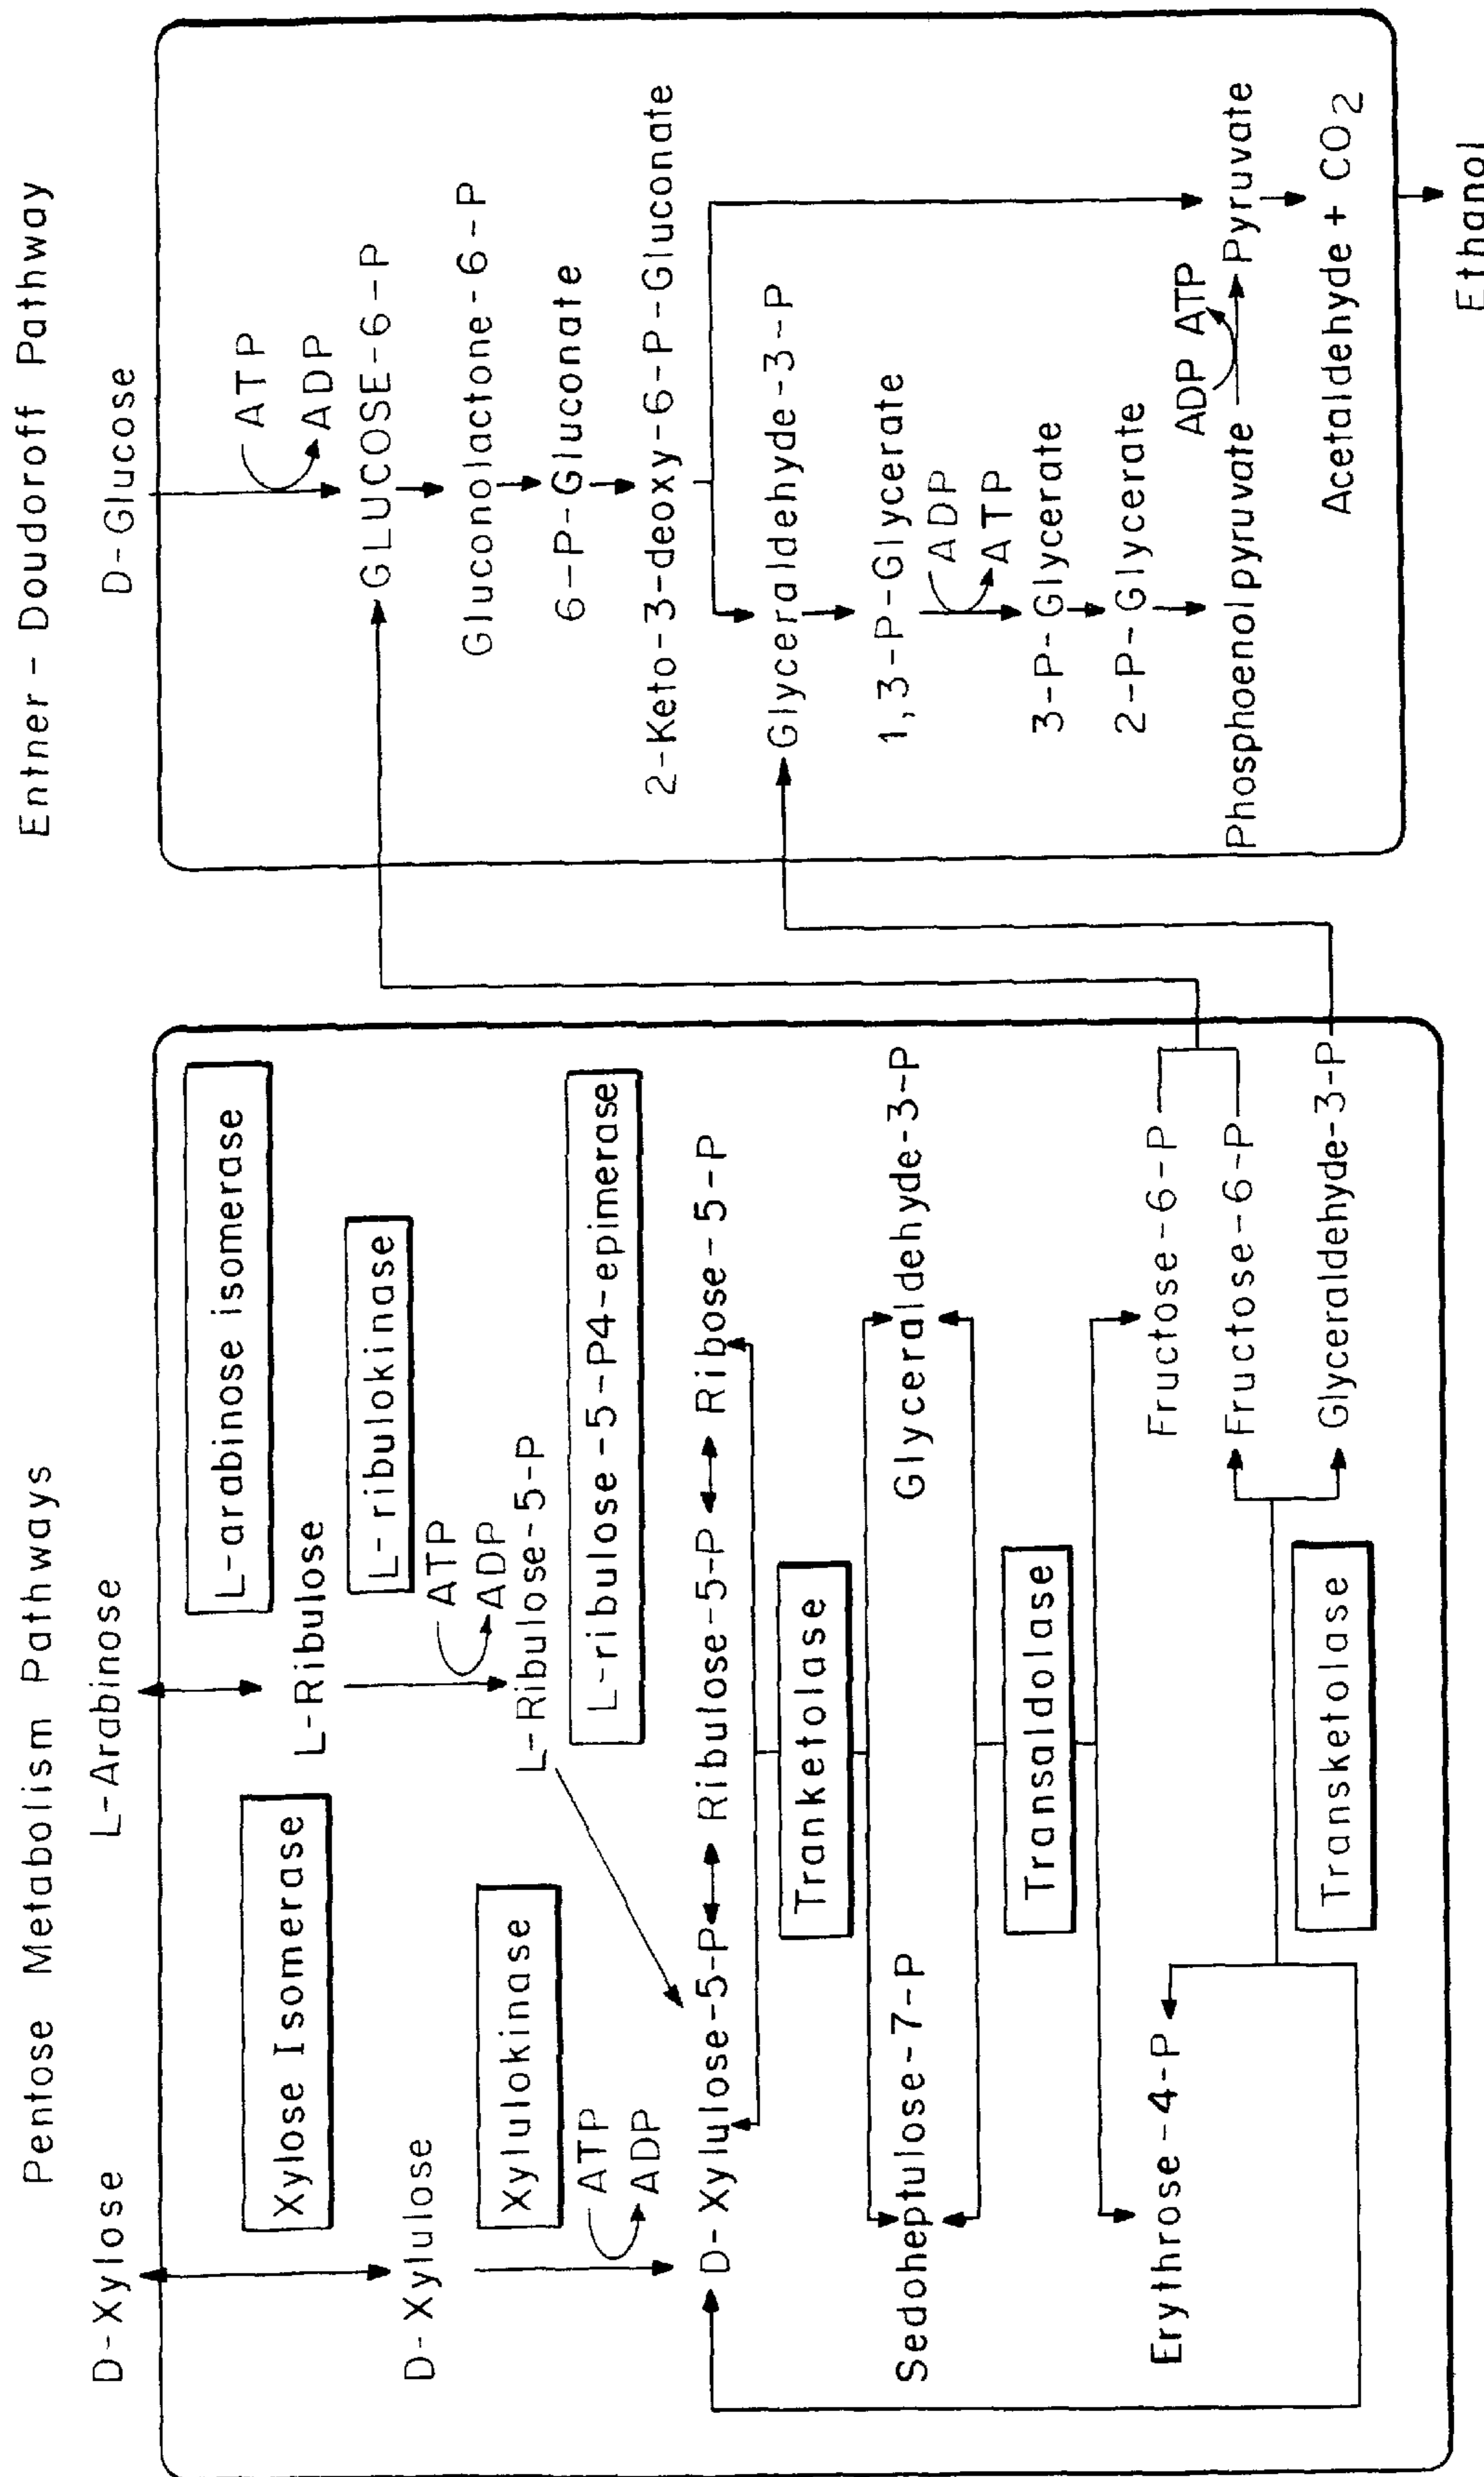 Pentose Metabolism Pathways
D-Xylose
L-Arabinose
Xylose Isomerase
L-arabinose isomerase
D-Xylulose
L-Ribulose
Xylulokinase
L-ribulokinase
ATP
ADP
ATP
ADP
L-Ribulose-5-P
L-ribulose-5-P4-epimerase
D-Xylulose-5-P
Ribulose-5-P
Ribose-5-P
Tranketolase
Sedoheptulose-7-P
Glyceraldehyde-3-P
Transaldolase
Erythrose-4-P
Fructose-6-P
Fructose-6-P
Glyceraldehyde-3-P
Transketolase
Entner-Doudoroff Pathway
D-Glucose
ATP
ADP
GLUCOSE-6-P
Gluconolactone-6-P
6-P-Gluconate
2-Keto-3-deoxy-6-P-Gluconate
Glyceraldehyde-3-P
1,3-P-Glycerate
ADP
ATP
3-P-Glycerate
2-P-Glycerate
ADP ATP
Phosphoenolpyruvate
Pyruvate
Acetaldehyde + CO2
Ethanol